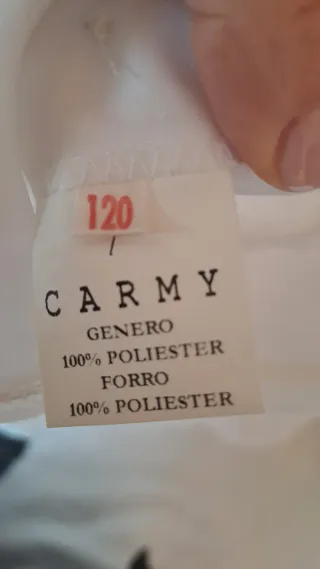 120
CARMY
GENERO
100% POLIESTER
FORRO
100% POLIESTER